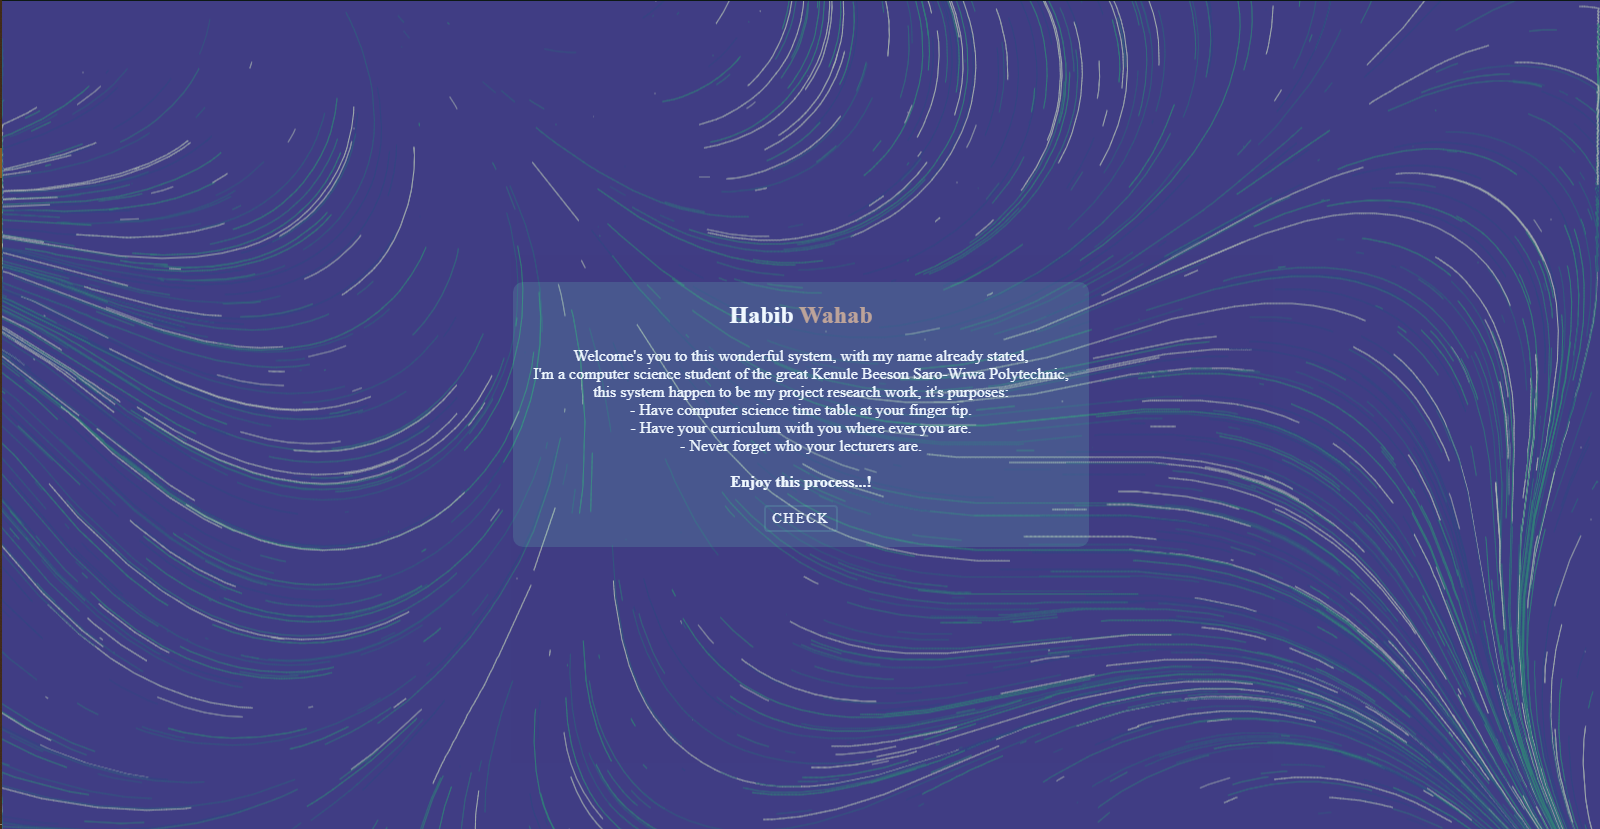 Habib Wahab
Welcome's you to this wonderful system, with my name already stated,
I'm a computer science student of the great Kenule Beeson Saro-Wiwa Polytechnic,
this system happen to be my project research work, it's purposes:
- Have computer science time table at your finger tip.
- Have your curriculum with you where ever you are.
- Never forget who your lecturers are.
Enjoy this process...!
CHECK